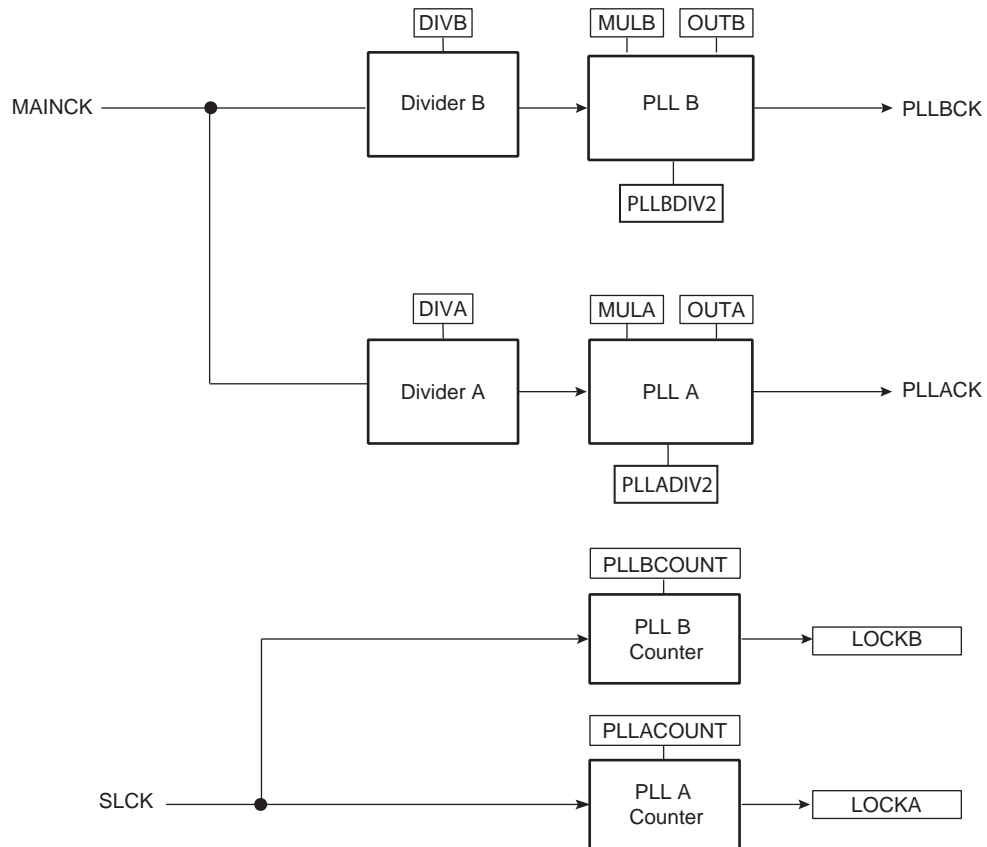 DIVB
MULB
OUTB
MAINCK
Divider B
PLL B
PLLBCK
PLLBDIV2
DIVA
MULA
OUTA
Divider A
PLL A
PLLACK
PLLADIV2
PLLBCOUNT
PLL B
Counter
LOCKB
PLLACOUNT
SLCK
PLL A
Counter
LOCKA